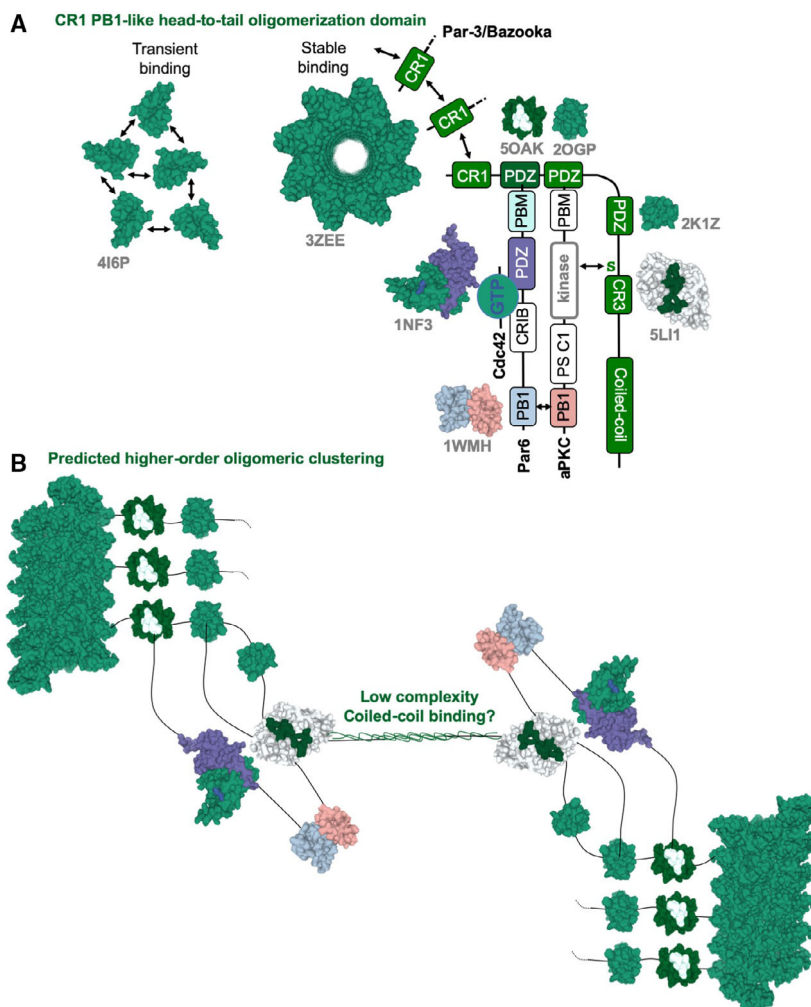 A CR1 PB1-like head-to-tail oligomerization domain
Transient
binding
Stable
binding
Par-3/Bazooka
CR1
CR1
4I6P
3ZEE
5OAK
2OGP
CR1
PDZ
PDZ
PBM
PBM
PDZ
2K1Z
1NF3
GTP
PDZ
kinase
S
CR3
5LI1
Cdc42
CRIB
PS C1
Coiled-coil
1WMH
PB1
PB1
Par6
aPKC
B Predicted higher-order oligomeric clustering
Low complexity
Coiled-coil binding?